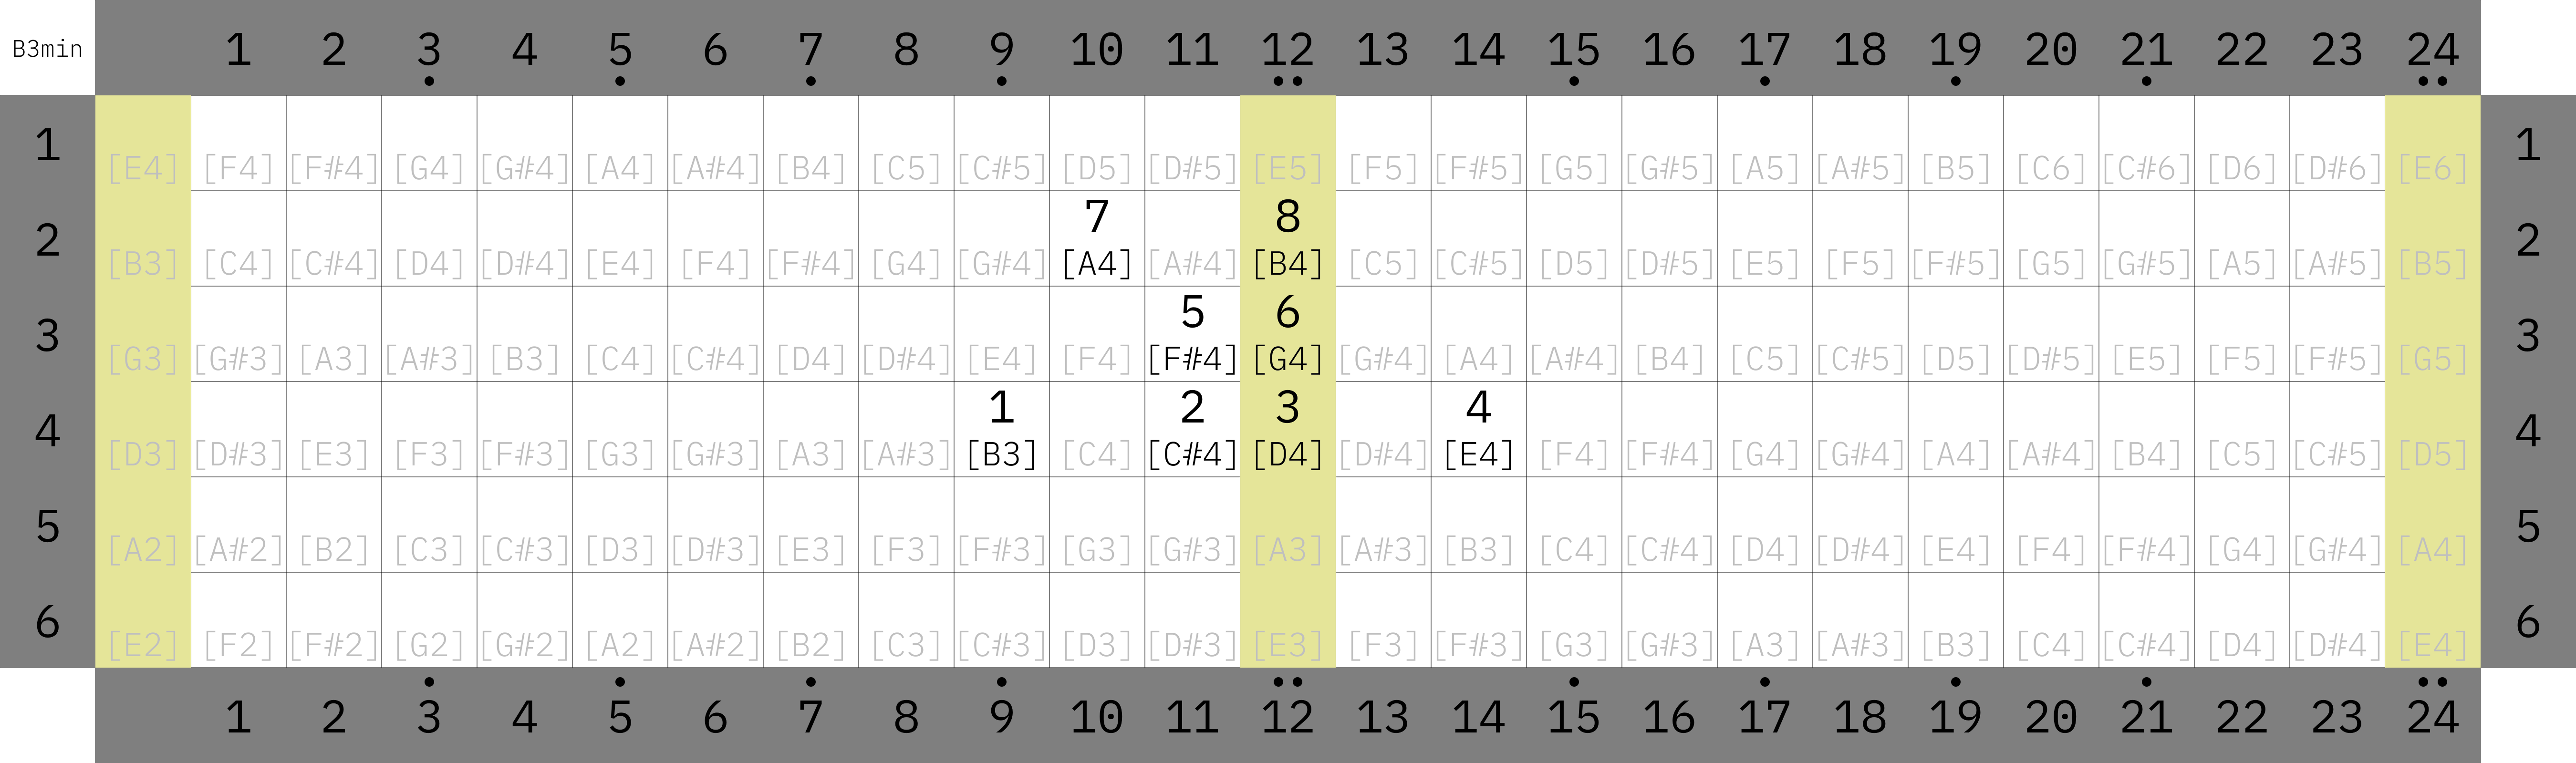 B3min 1 2 3 4 5 6 7 8 9 10 11 12 13 14 15 16 17 18 19 20 21 22 23 24
1 [E4] [F4] [F#4] [G4] [G#4] [A4] [A#4] [B4] [C5] [C#5] [D5] [D#5] [E5] [F5] [F#5] [G5] [G#5] [A5] [A#5] [B5] [C6] [C#6] [D6] [D#6] [E6] 1
7 8
2 [B3] [C4] [C#4] [D4] [D#4] [E4] [F4] [F#4] [G4] [G#4] [A4] [A#4] [B4] [C5] [C#5] [D5] [D#5] [E5] [F5] [F#5] [G5] [G#5] [A5] [A#5] [B5] 2
5 6
3 [G3] [G#3] [A3] [A#3] [B3] [C4] [C#4] [D4] [D#4] [E4] [F4] [F#4] [G4] [G#4] [A4] [A#4] [B4] [C5] [C#5] [D5] [D#5] [E5] [F5] [F#5] [G5] 3
1 2 3 4
4 [D3] [D#3] [E3] [F3] [F#3] [G3] [G#3] [A3] [A#3] [B3] [C4] [C#4] [D4] [D#4] [E4] [F4] [F#4] [G4] [G#4] [A4] [A#4] [B4] [C5] [C#5] [D5] 4
5 [A2] [A#2] [B2] [C3] [C#3] [D3] [D#3] [E3] [F3] [F#3] [G3] [G#3] [A3] [A#3] [B3] [C4] [C#4] [D4] [D#4] [E4] [F4] [F#4] [G4] [G#4] [A4] 5
6 [E2] [F2] [F#2] [G2] [G#2] [A2] [A#2] [B2] [C3] [C#3] [D3] [D#3] [E3] [F3] [F#3] [G3] [G#3] [A3] [A#3] [B3] [C4] [C#4] [D4] [D#4] [E4] 6
1 2 3 4 5 6 7 8 9 10 11 12 13 14 15 16 17 18 19 20 21 22 23 24